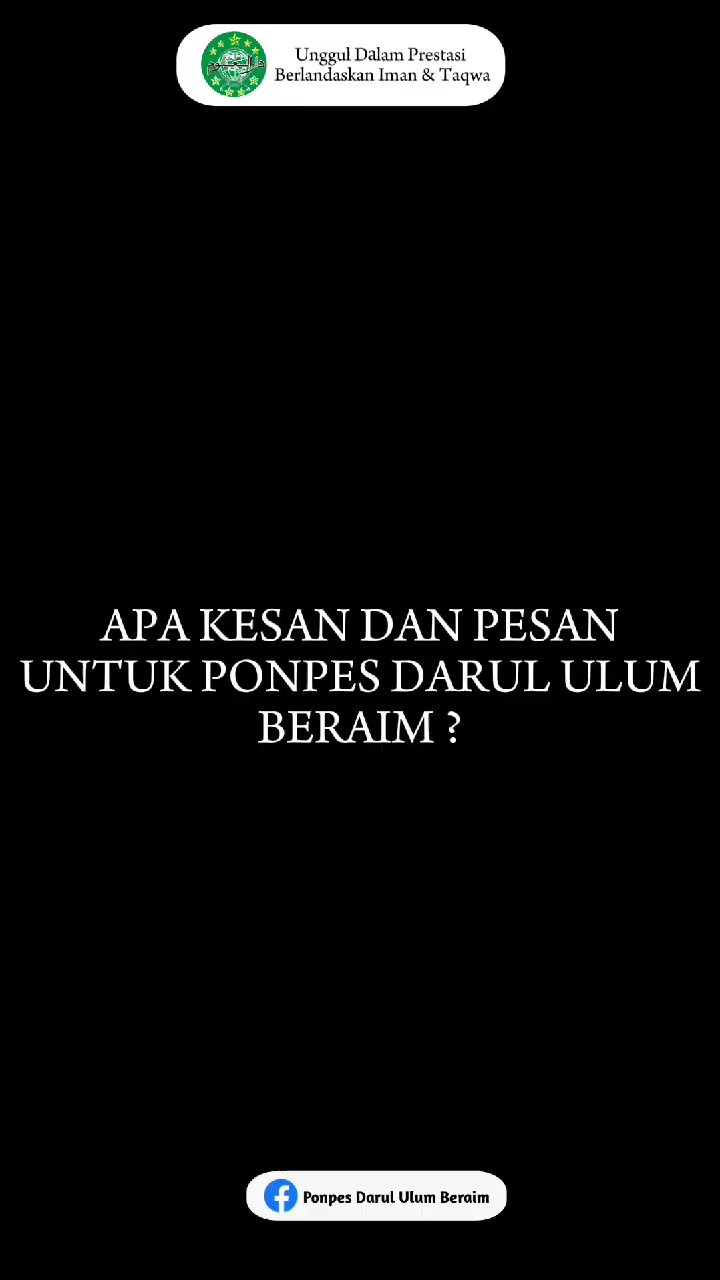 Unggul Dalam Prestasi
Berlandaskan Iman & Taqwa
APA KESAN DAN PESAN
UNTUK PONPES DARUL ULUM
BERAIM ?
Ponpes Darul Ulum Beraim